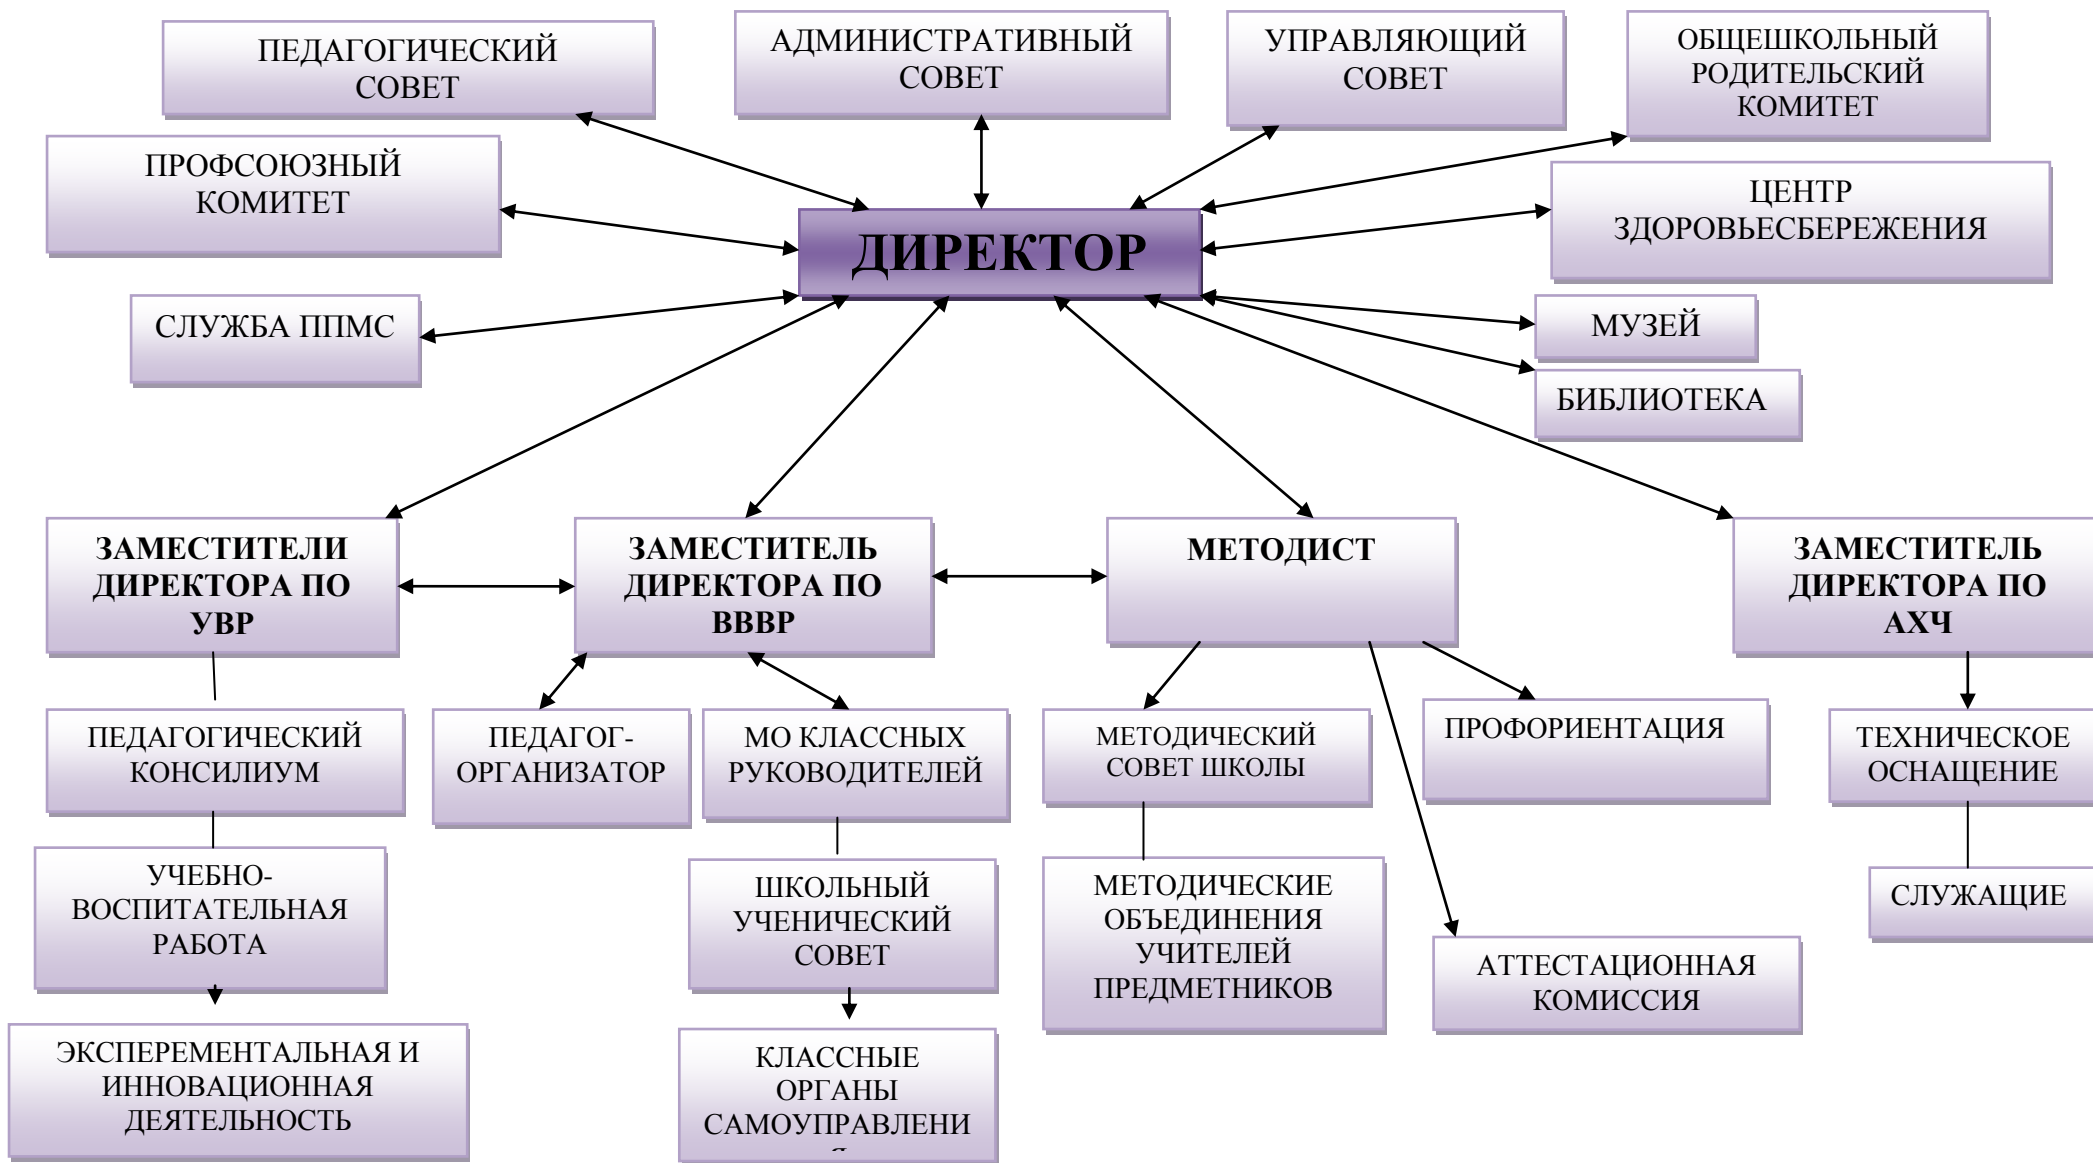 ПЕДАГОГИЧЕСКИЙ
СОВЕТ
АДМИНИСТРАТИВНЫЙ
СОВЕТ
УПРАВЛЯЮЩИЙ
СОВЕТ
ОБЩЕШКОЛЬНЫЙ
РОДИТЕЛЬСКИЙ
КОМИТЕТ
ПРОФСОЮЗНЫЙ
КОМИТЕТ
ЦЕНТР
ЗДОРОВЬЕСБЕРЕЖЕНИЯ
ДИРЕКТОР
СЛУЖБА ППМС
МУЗЕЙ
БИБЛИОТЕКА
ЗАМЕСТИТЕЛИ
ДИРЕКТОРА ПО
УВР
ЗАМЕСТИТЕЛЬ
ДИРЕКТОРА ПО
ВВВР
МЕТОДИСТ
ЗАМЕСТИТЕЛЬ
ДИРЕКТОРА ПО
АХЧ
ПЕДАГОГИЧЕСКИЙ
КОНСИЛИУМ
ПЕДАГОГ-
ОРГАНИЗАТОР
МО КЛАССНЫХ
РУКОВОДИТЕЛЕЙ
МЕТОДИЧЕСКИЙ
СОВЕТ ШКОЛЫ
ПРОФОРИЕНТАЦИЯ
ТЕХНИЧЕСКОЕ
ОСНАЩЕНИЕ
УЧЕБНО-
ВОСПИТАТЕЛЬНАЯ
РАБОТА
ШКОЛЬНЫЙ
УЧЕНИЧЕСКИЙ
СОВЕТ
МЕТОДИЧЕСКИЕ
ОБЪЕДИНЕНИЯ
УЧИТЕЛЕЙ
ПРЕДМЕТНИКОВ
АТТЕСТАЦИОННАЯ
КОМИССИЯ
СЛУЖАЩИЕ
ЭКСПЕРЕМЕНТАЛЬНАЯ И
ИННОВАЦИОННАЯ
ДЕЯТЕЛЬНОСТЬ
КЛАССНЫЕ
ОРГАНЫ
САМОУПРАВЛЕНИ
Я